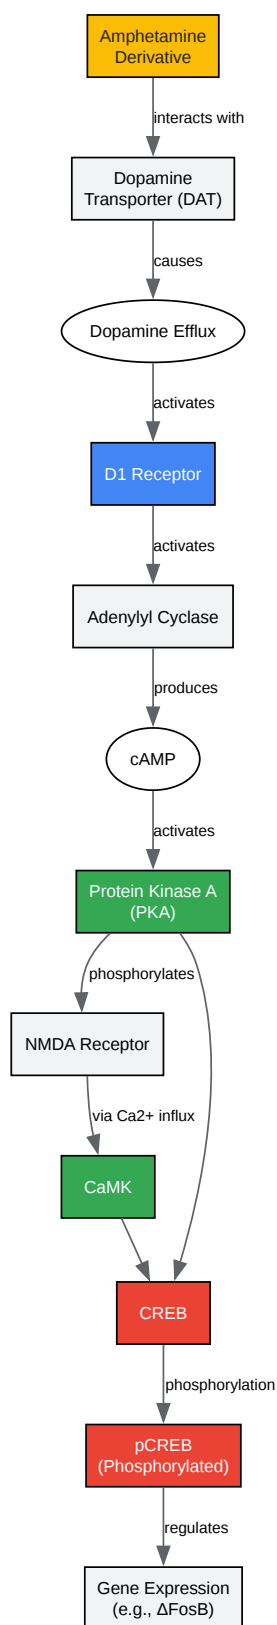 Amphetamine
Derivative
interacts with
Dopamine
Transporter (DAT)
causes
Dopamine Efflux
activates
D1 Receptor
activates
Adenylyl Cyclase
produces
cAMP
activates
Protein Kinase A
(PKA)
phosphorylates
NMDA Receptor
via Ca2+ influx
CaMK
CREB
phosphorylation
pCREB
(Phosphorylated)
regulates
Gene Expression
(e.g., ΔFosB)